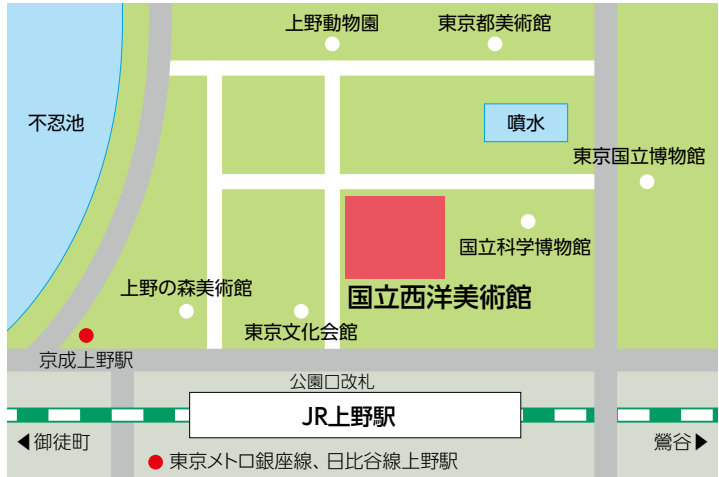 上野動物園
東京都美術館
不忍池
噴水
東京国立博物館
国立科学博物館
上野の森美術館
国立西洋美術館
東京文化会館
京成上野駅
公園口改札
JR上野駅
◀御徒町
鶯谷▶
東京メトロ銀座線、日比谷線上野駅